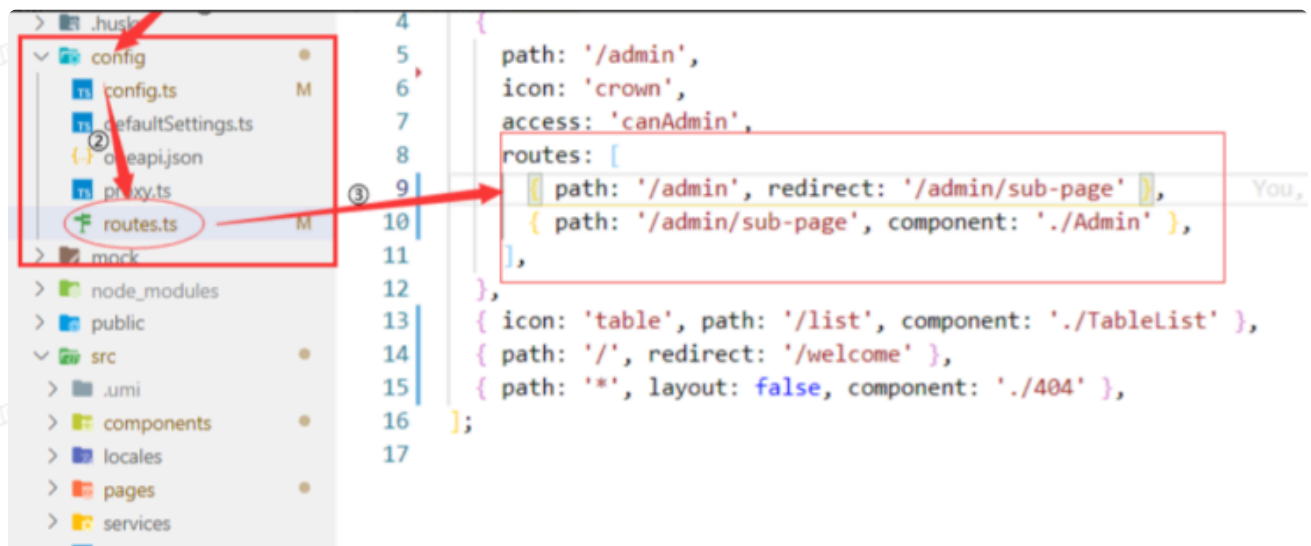 .husk
config
config.ts M
②
defaultSettings.ts
oneapi.json
proxy.ts
routes.ts M
mock
node_modules
public
src
.umi
components
locales
pages
services
③
4 {
5 path: '/admin',
6 icon: 'crown',
7 access: 'canAdmin',
8 routes: [
9 { path: '/admin', redirect: '/admin/sub-page' }, You,
10 { path: '/admin/sub-page', component: './Admin' },
11 ],
12 },
13 { icon: 'table', path: '/list', component: './TableList' },
14 { path: '/', redirect: '/welcome' },
15 { path: '*', layout: false, component: './404' },
16 ];
17